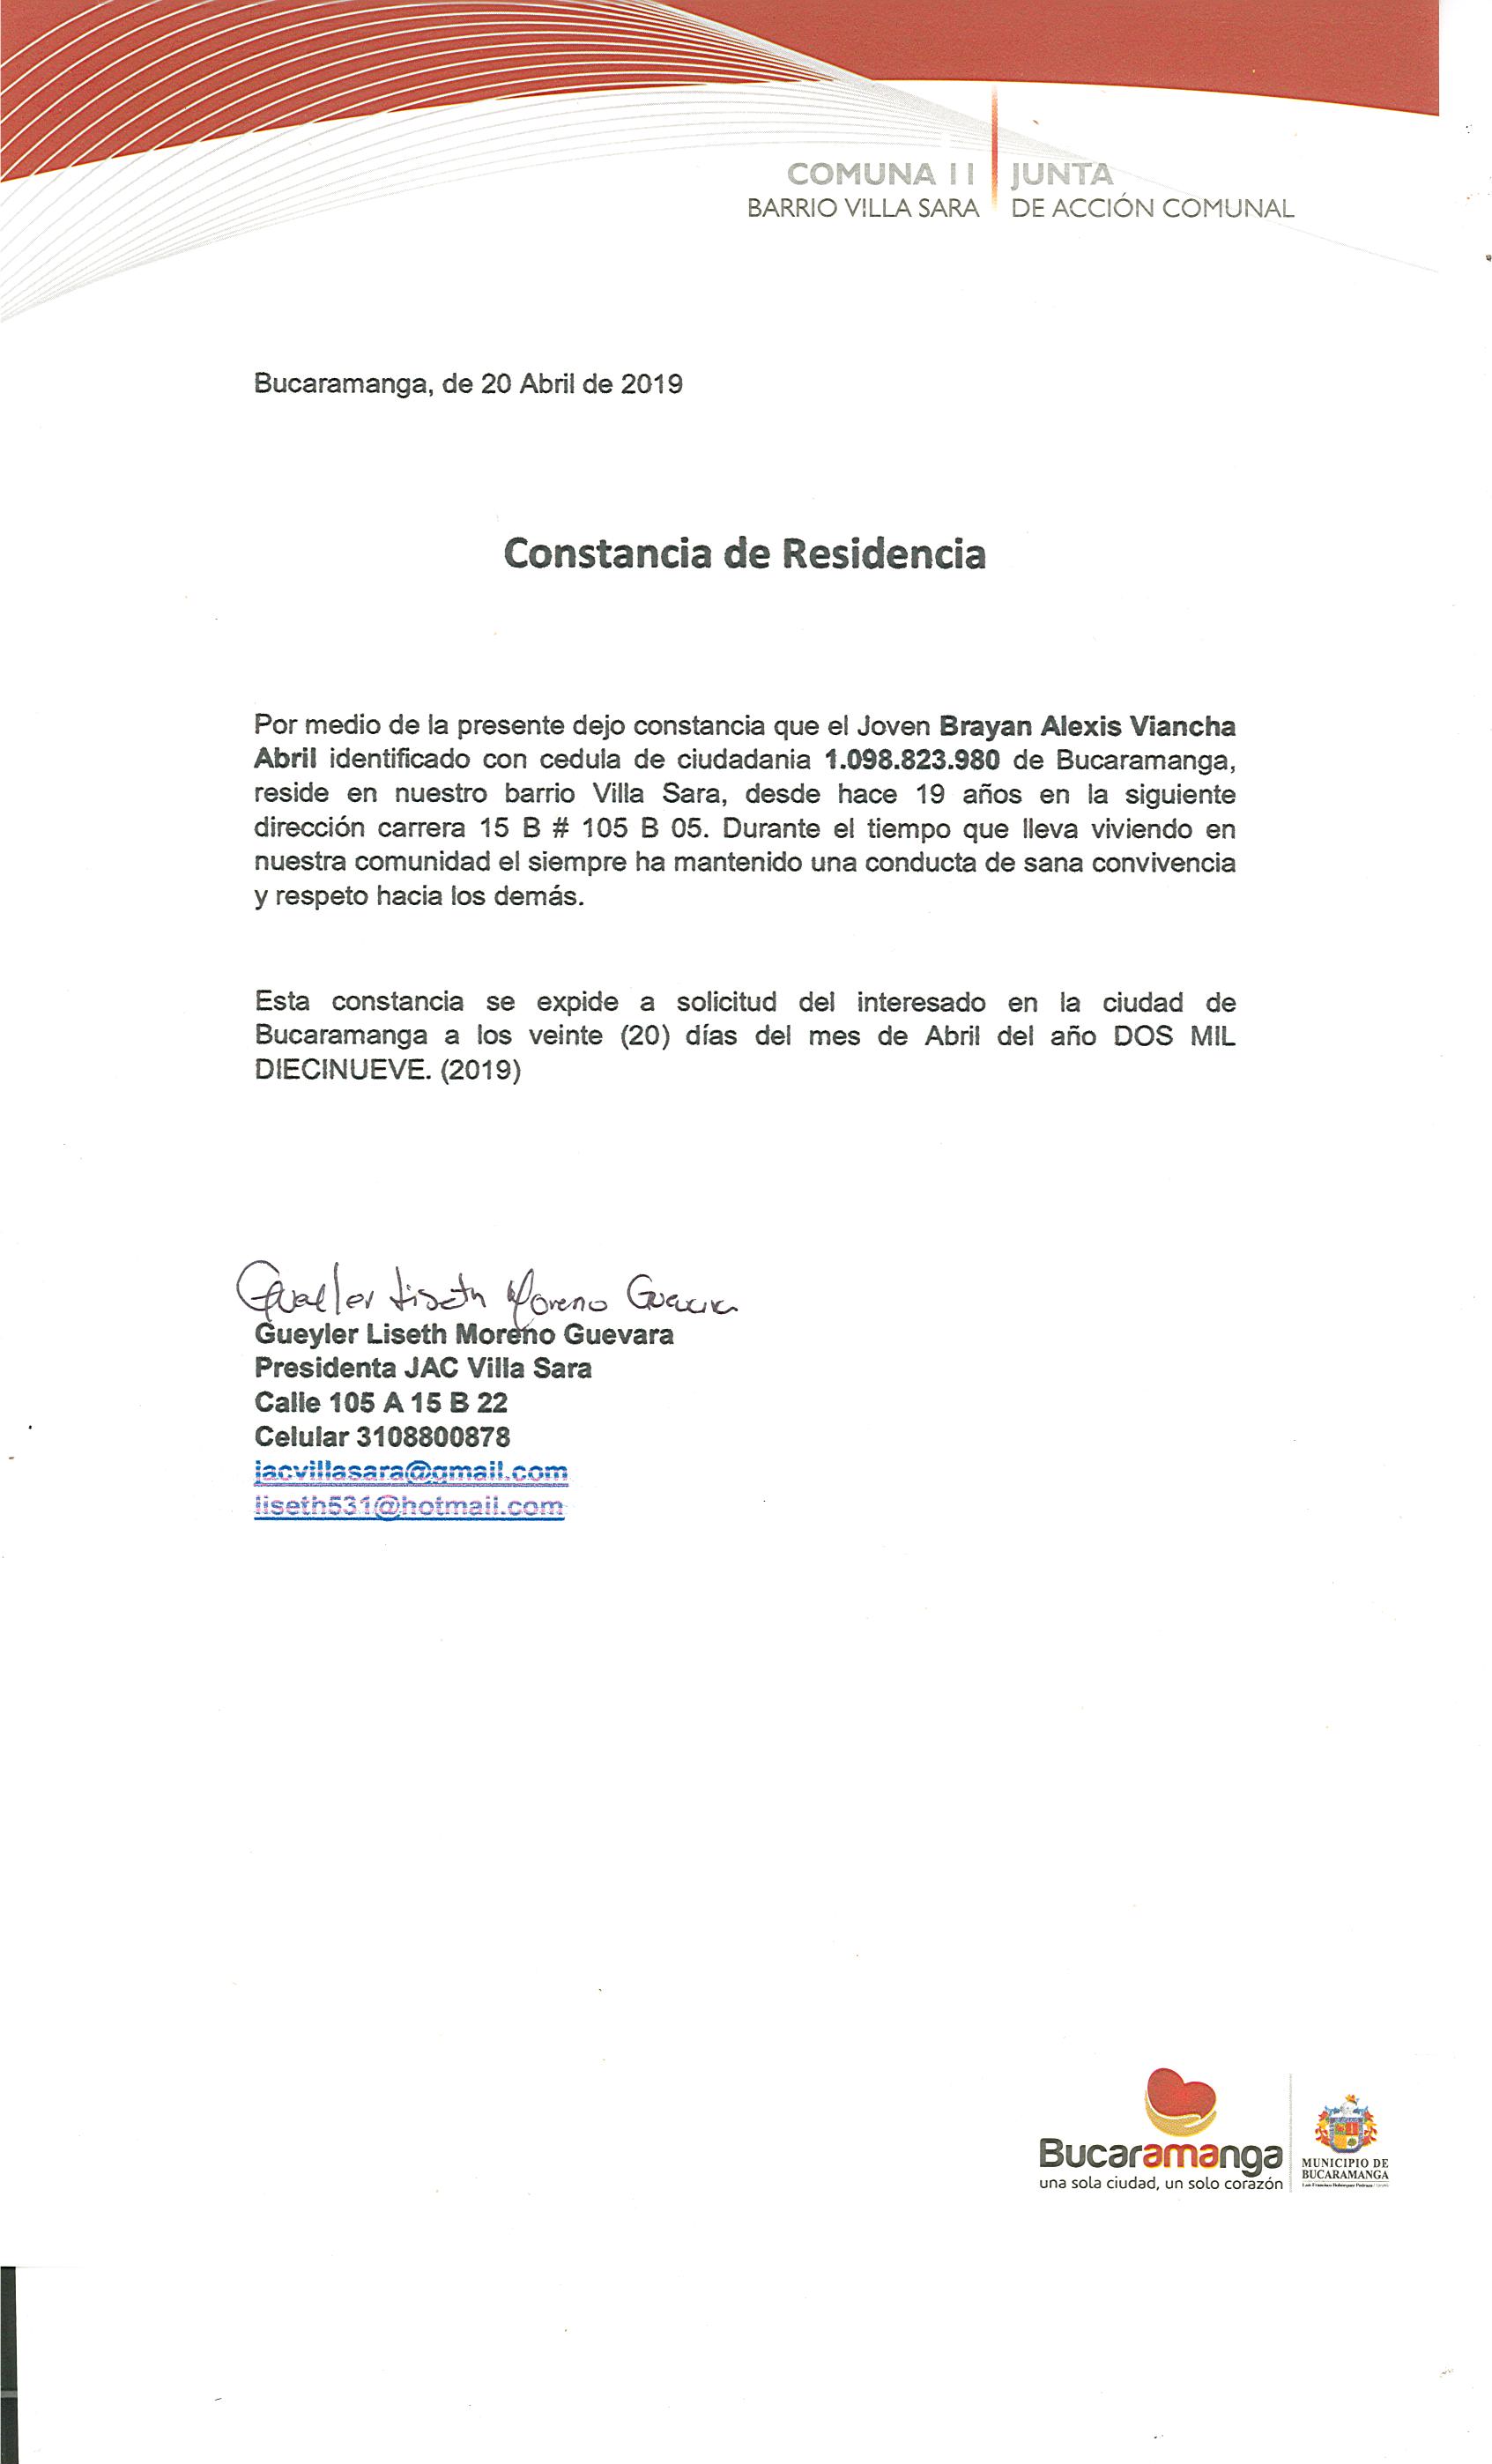 COMUNA 11 JUNTA
BARRIO VILLA SARA DE ACCIÓN COMUNAL
Bucaramanga, de 20 Abril de 2019
Constancia de Residencia
Por medio de la presente dejo constancia que el Joven Brayan Alexis Viancha
Abril identificado con cedula de ciudadania 1.098.823.980 de Bucaramanga,
reside en nuestro barrio Villa Sara, desde hace 19 años en la siguiente
dirección carrera 15 B # 105 B 05. Durante el tiempo que lleva viviendo en
nuestra comunidad el siempre ha mantenido una conducta de sana convivencia
y respeto hacia los demás.
Esta constancia se expide a solicitud del interesado en la ciudad de
Bucaramanga a los veinte (20) días del mes de Abril del año DOS MIL
DIECINUEVE. (2019)
Gueyler Liseth Moreno Guevara
Gueyler Liseth Moreno Guevara
Presidenta JAC Villa Sara
Calle 105 A 15 B 22
Celular 3108800878
jacvillasara@gmail.com
liseth531@hotmail.com
Bucaramanga
una sola ciudad, un solo corazón
MUNICIPIO DE
BUCARAMANGA